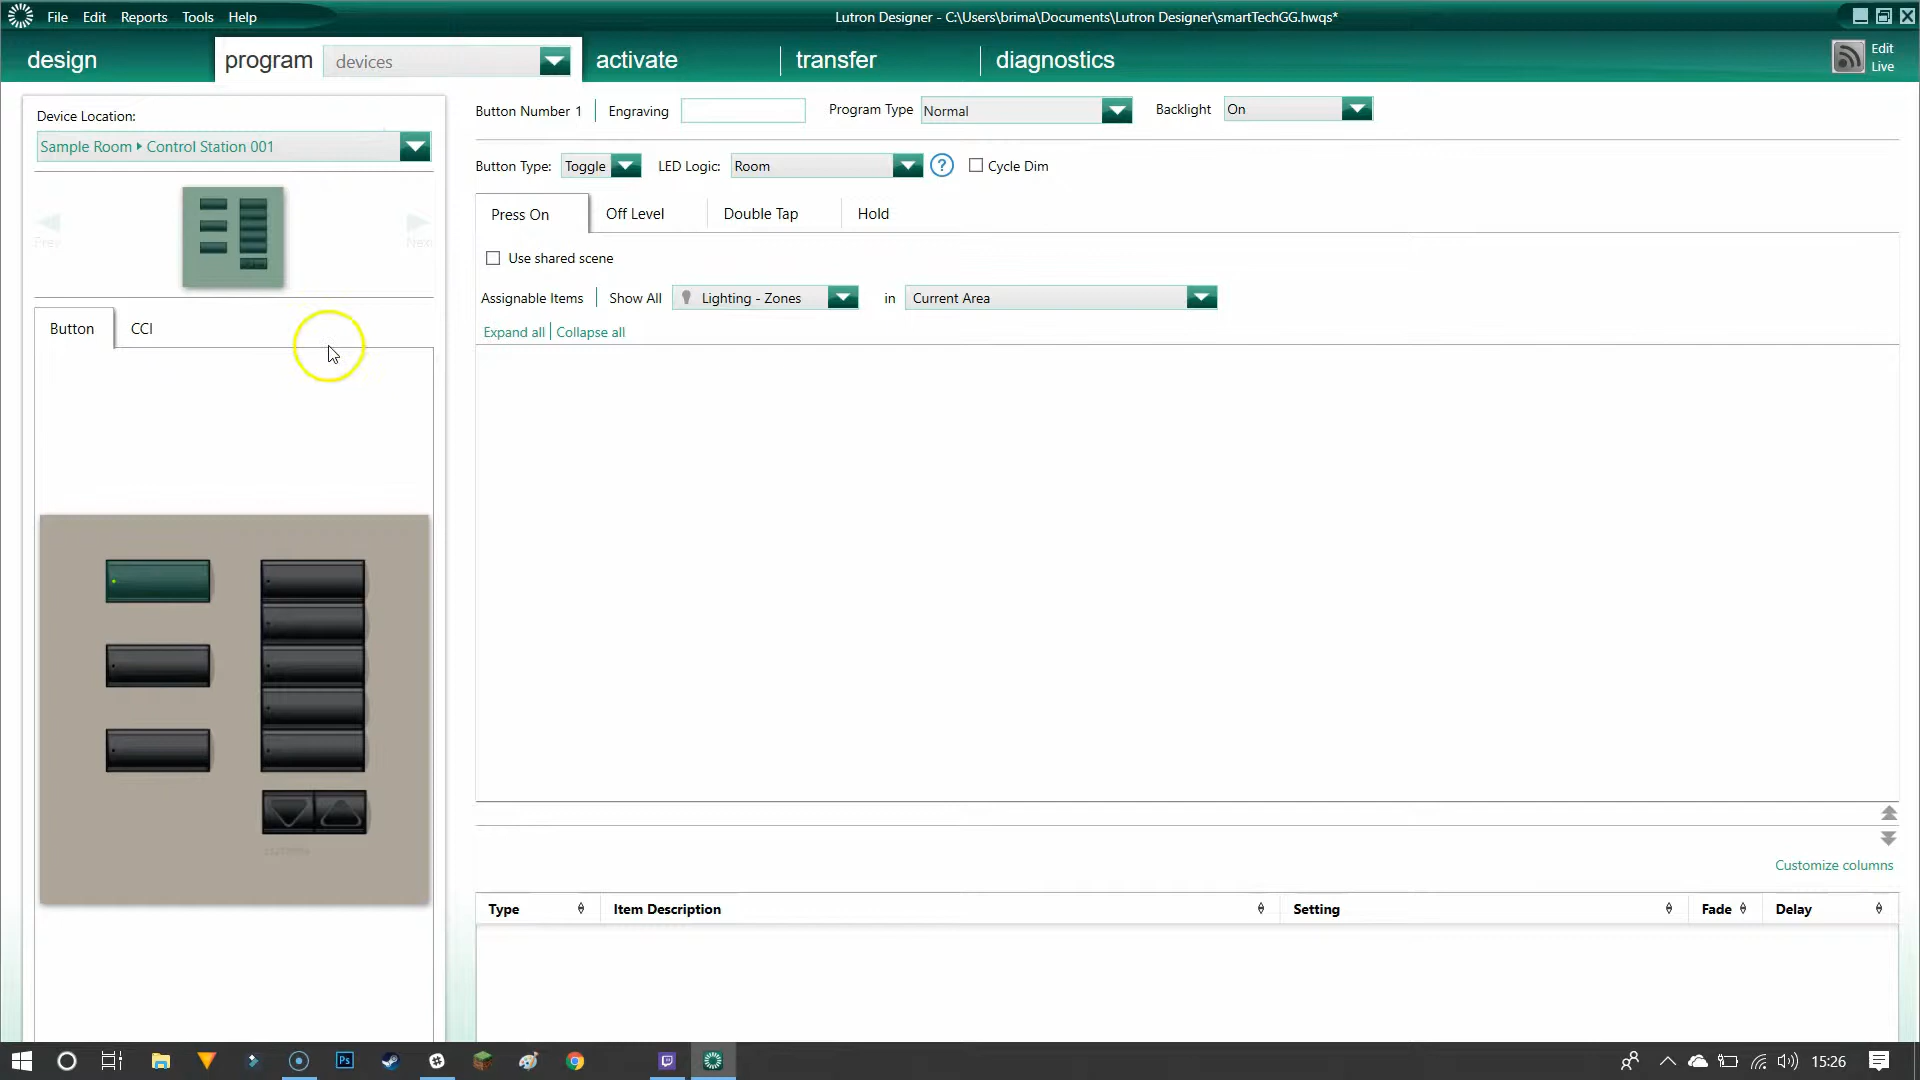 File Edit Reports Tools Help
Lutron Designer - C:\Users\brima\Documents\Lutron Designer\smartTechGG.hwqs*
design
program
devices
activate
transfer
diagnostics
Edit
Live
Device Location:
Sample Room ▸ Control Station 001
Prev
Next
Button
CCI
Button Number 1
Engraving
Program Type
Normal
Backlight
On
Button Type:
Toggle
LED Logic:
Room
?
Cycle Dim
Press On
Off Level
Double Tap
Hold
Use shared scene
Assignable Items
Show All
Lighting - Zones
in
Current Area
Expand all
Collapse all
Customize columns
Type
Item Description
Setting
Fade
Delay
Ps
15:26